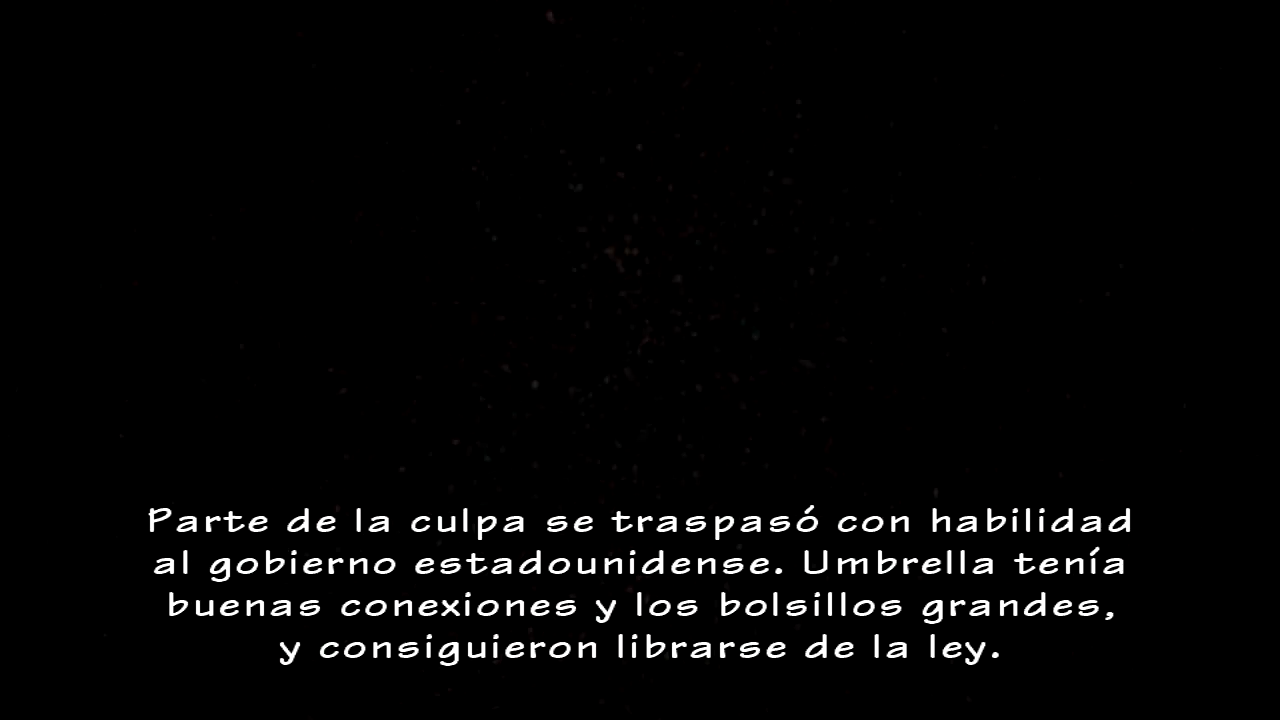 Parte de la culpa se traspasó con habilidad
al gobierno estadounidense. Umbrella tenía
buenas conexiones y los bolsillos grandes,
y consiguieron librarse de la ley.